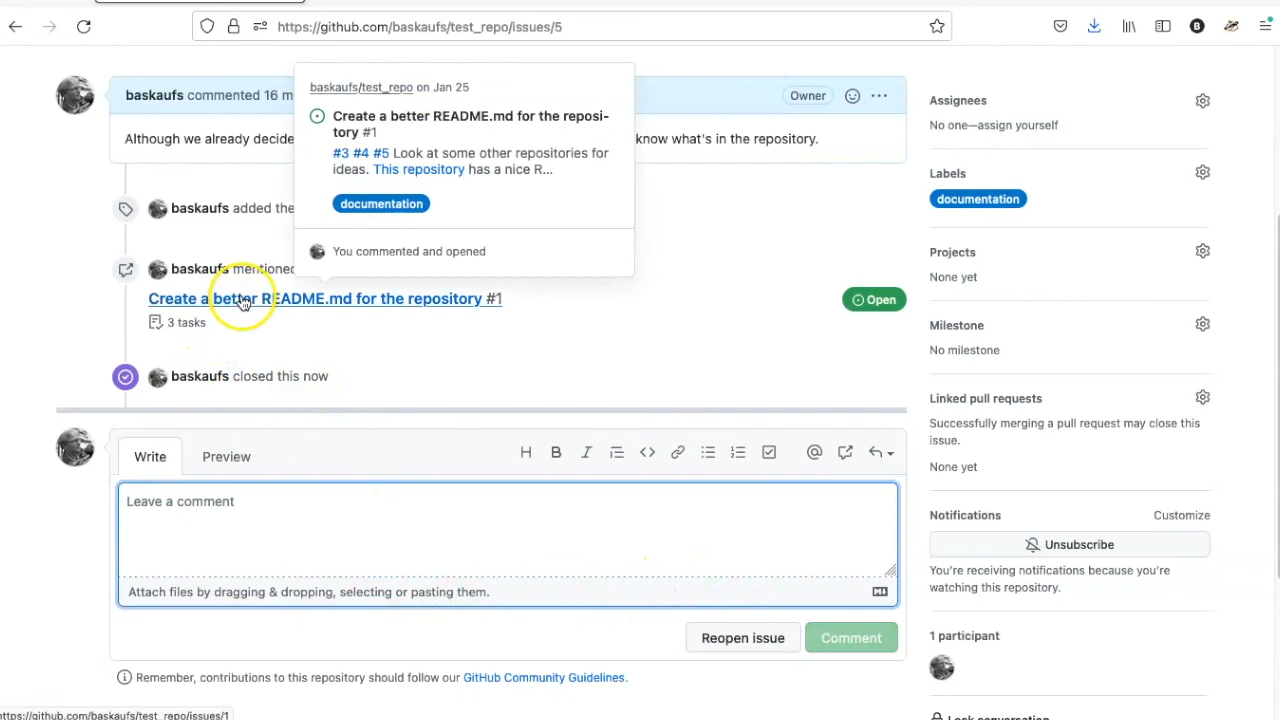 https://github.com/baskaufs/test_repo/issues/5
B
baskaufs commented 16 m
Owner
Although we already decide
know what's in the repository.
baskaufs/test_repo on Jan 25
Create a better README.md for the reposi-
tory #1
#3 #4 #5 Look at some other repositories for
ideas. This repository has a nice R...
documentation
You commented and opened
baskaufs added the
baskaufs mentioned
Create a better README.md for the repository #1
Open
3 tasks
baskaufs closed this now
Write
Preview
H B I
Leave a comment
Attach files by dragging & dropping, selecting or pasting them.
Reopen issue
Comment
Remember, contributions to this repository should follow our GitHub Community Guidelines.
Assignees
No one—assign yourself
Labels
documentation
Projects
None yet
Milestone
No milestone
Linked pull requests
Successfully merging a pull request may close this
issue.
None yet
Notifications
Customize
Unsubscribe
You're receiving notifications because you're
watching this repository.
1 participant
Lock conversation
https://github.com/baskaufs/test_repo/issues/1